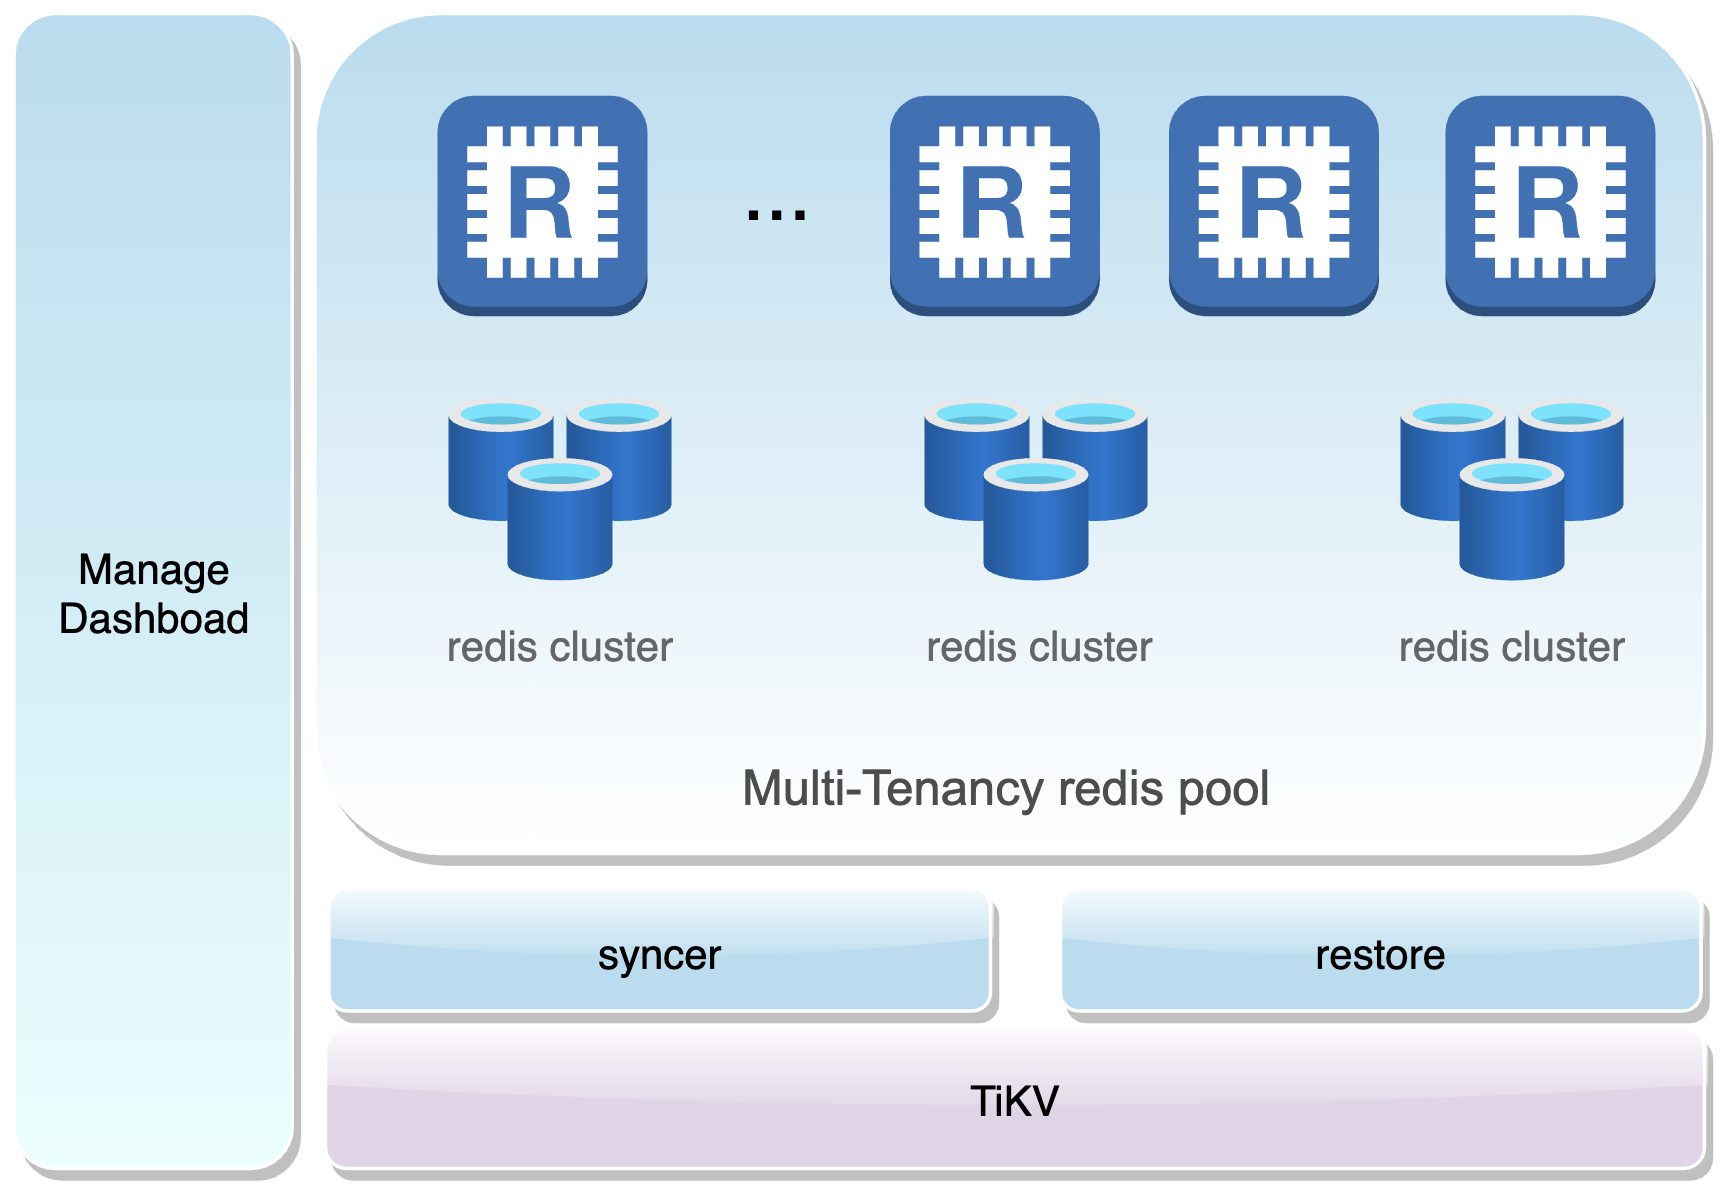 R
...
R
R
R
Manage
Dashboad
redis cluster
redis cluster
redis cluster
Multi-Tenancy redis pool
syncer
restore
TiKV